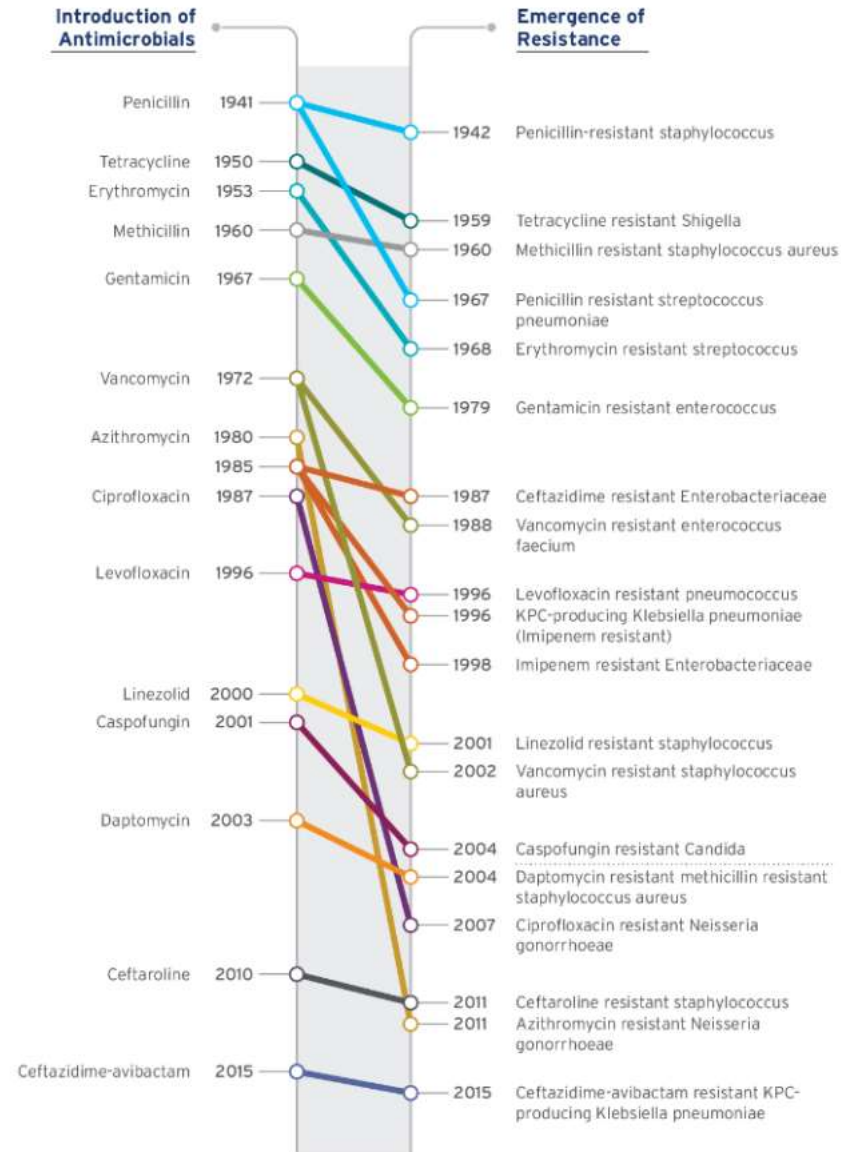 Introduction of
Antimicrobials
Emergence of
Resistance
Penicillin 1941
1942 Penicillin-resistant staphylococcus
Tetracycline 1950
Erythromycin 1953
1959 Tetracycline resistant Shigella
Methicillin 1960
1960 Methicillin resistant staphylococcus aureus
Gentamicin 1967
1967 Penicillin resistant streptococcus
pneumoniae
1968 Erythromycin resistant streptococcus
Vancomycin 1972
1979 Gentamicin resistant enterococcus
Azithromycin 1980
1985
Ciprofloxacin 1987
1987 Ceftazidime resistant Enterobacteriaceae
1988 Vancomycin resistant enterococcus
faecium
Levofloxacin 1996
1996 Levofloxacin resistant pneumococcus
1996 KPC-producing Klebsiella pneumoniae
(Imipenem resistant)
1998 Imipenem resistant Enterobacteriaceae
Linezolid 2000
Caspofungin 2001
2001 Linezolid resistant staphylococcus
2002 Vancomycin resistant staphylococcus
aureus
Daptomycin 2003
2004 Caspofungin resistant Candida
2004 Daptomycin resistant methicillin resistant
staphylococcus aureus
2007 Ciprofloxacin resistant Neisseria
gonorrhoeae
Ceftaroline 2010
2011 Ceftaroline resistant staphylococcus
2011 Azithromycin resistant Neisseria
gonorrhoeae
Ceftazidime-avibactam 2015
2015 Ceftazidime-avibactam resistant KPC-
producing Klebsiella pneumoniae